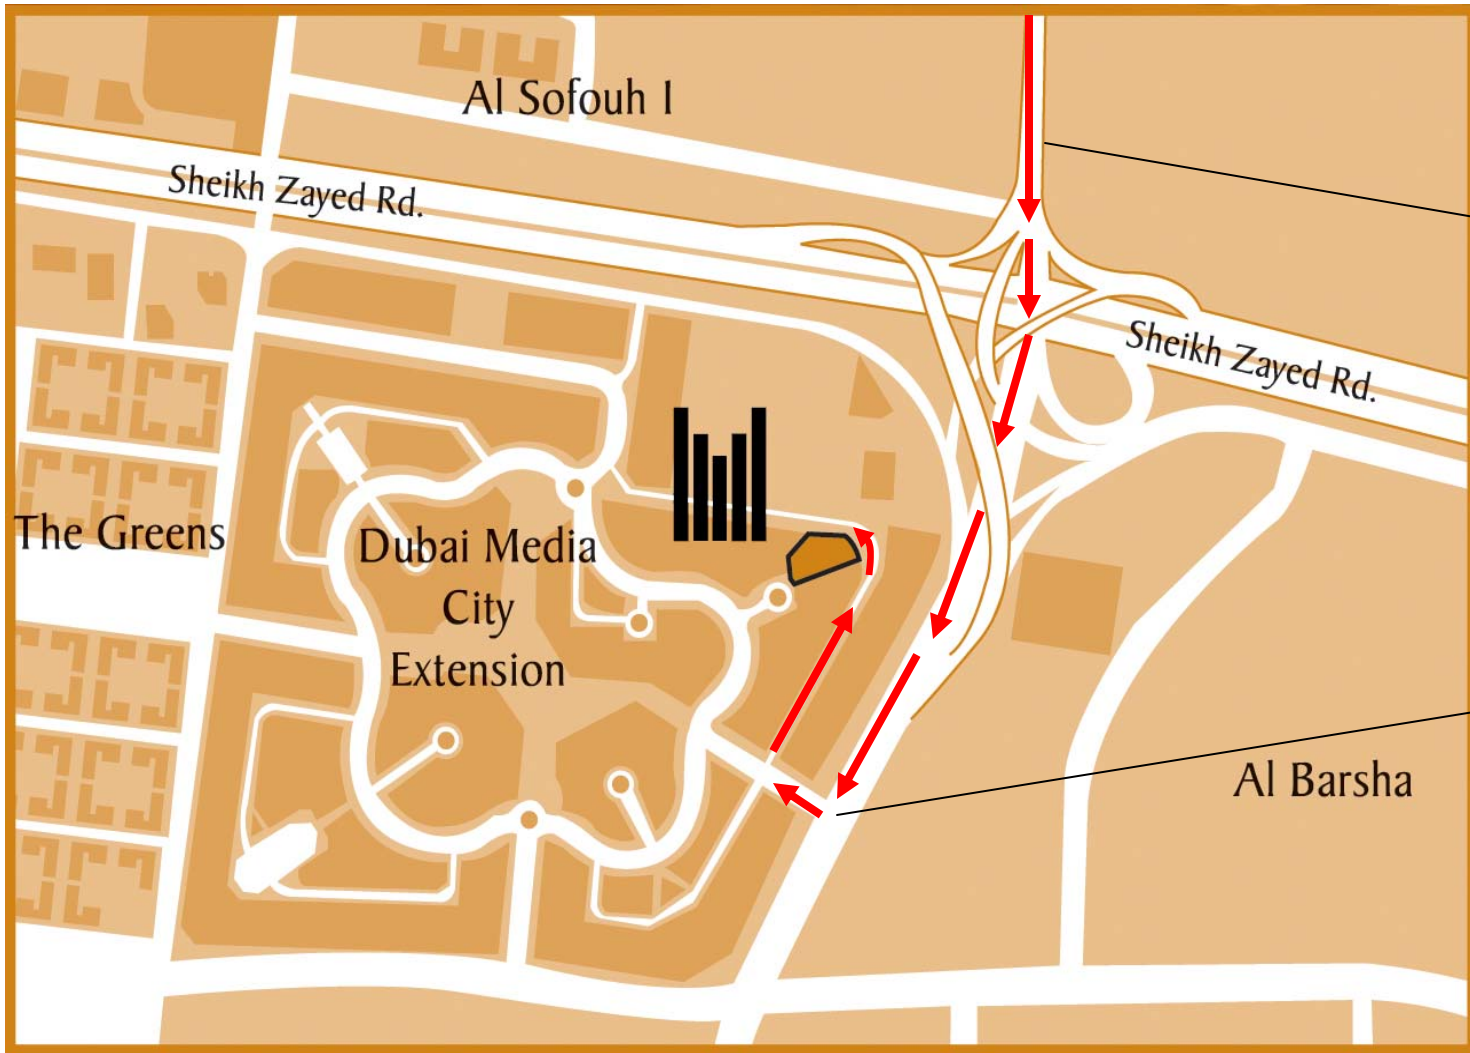 Al Sofouh I
Sheikh Zayed Rd.
Sheikh Zayed Rd.
The Greens
Dubai Media
City
Extension
Al Barsha